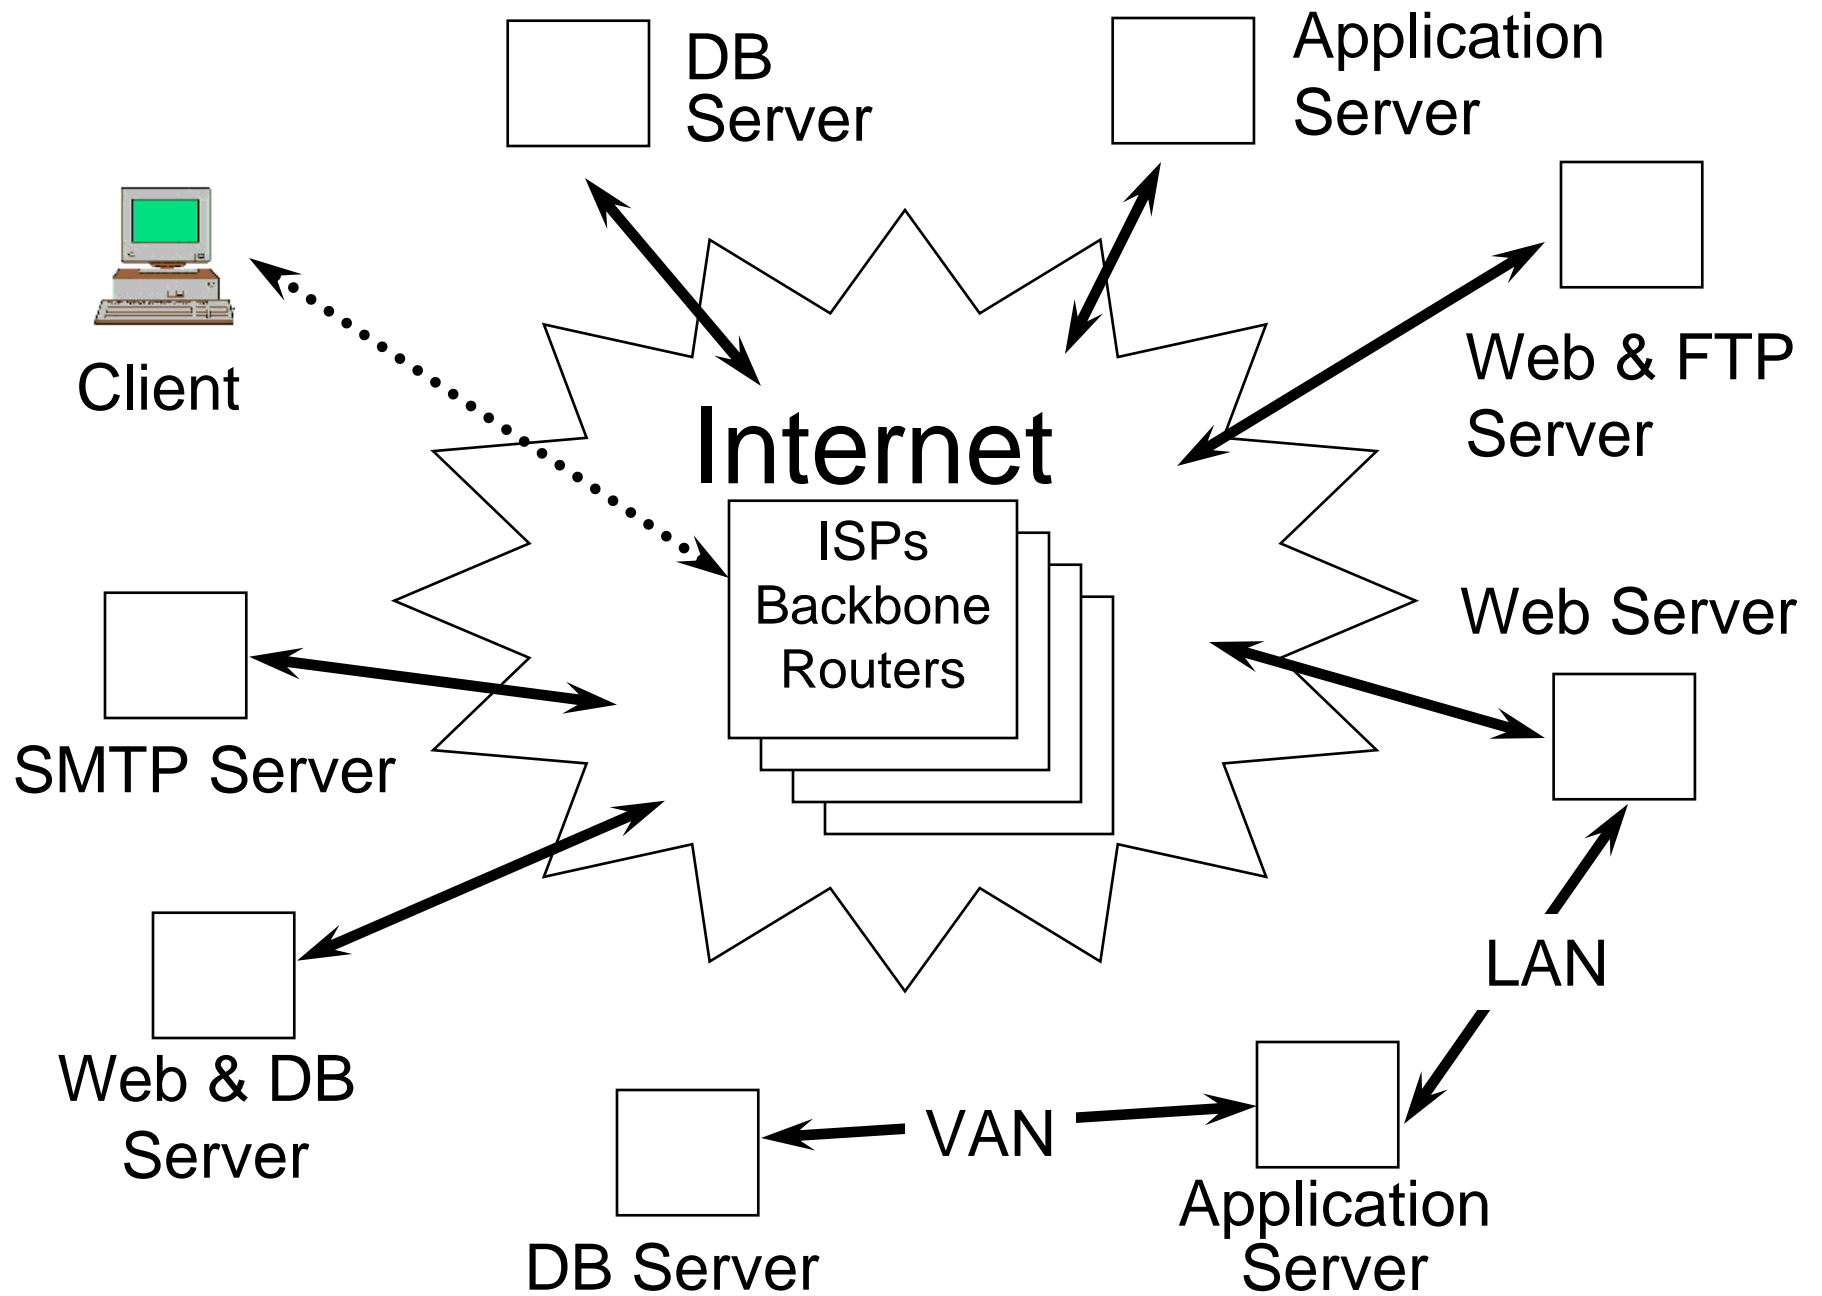 DB
Server
Application
Server
Client
Web & FTP
Server
Internet
ISPs
Backbone
Routers
Web Server
SMTP Server
LAN
Web & DB
Server
VAN
DB Server
Application
Server